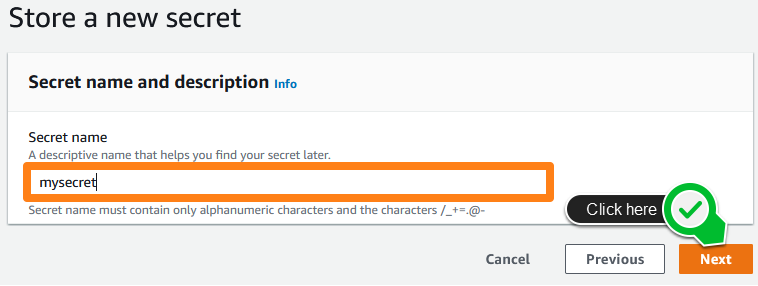 Store a new secret
Secret name and description Info
Secret name
A descriptive name that helps you find your secret later.
mysecret
Secret name must contain only alphanumeric characters and the characters /_+=.@-
Click here
Cancel
Previous
Next